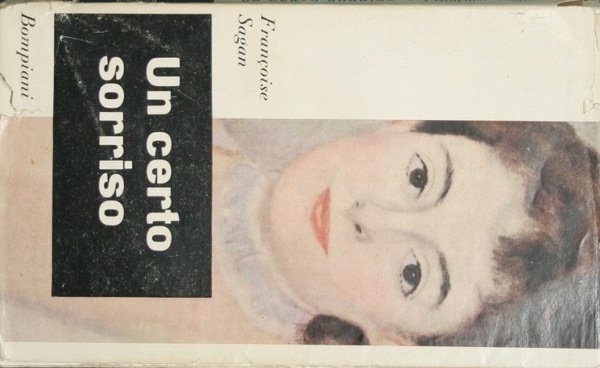 Françoise
Sagan
Un certo
sorriso
Bompiani